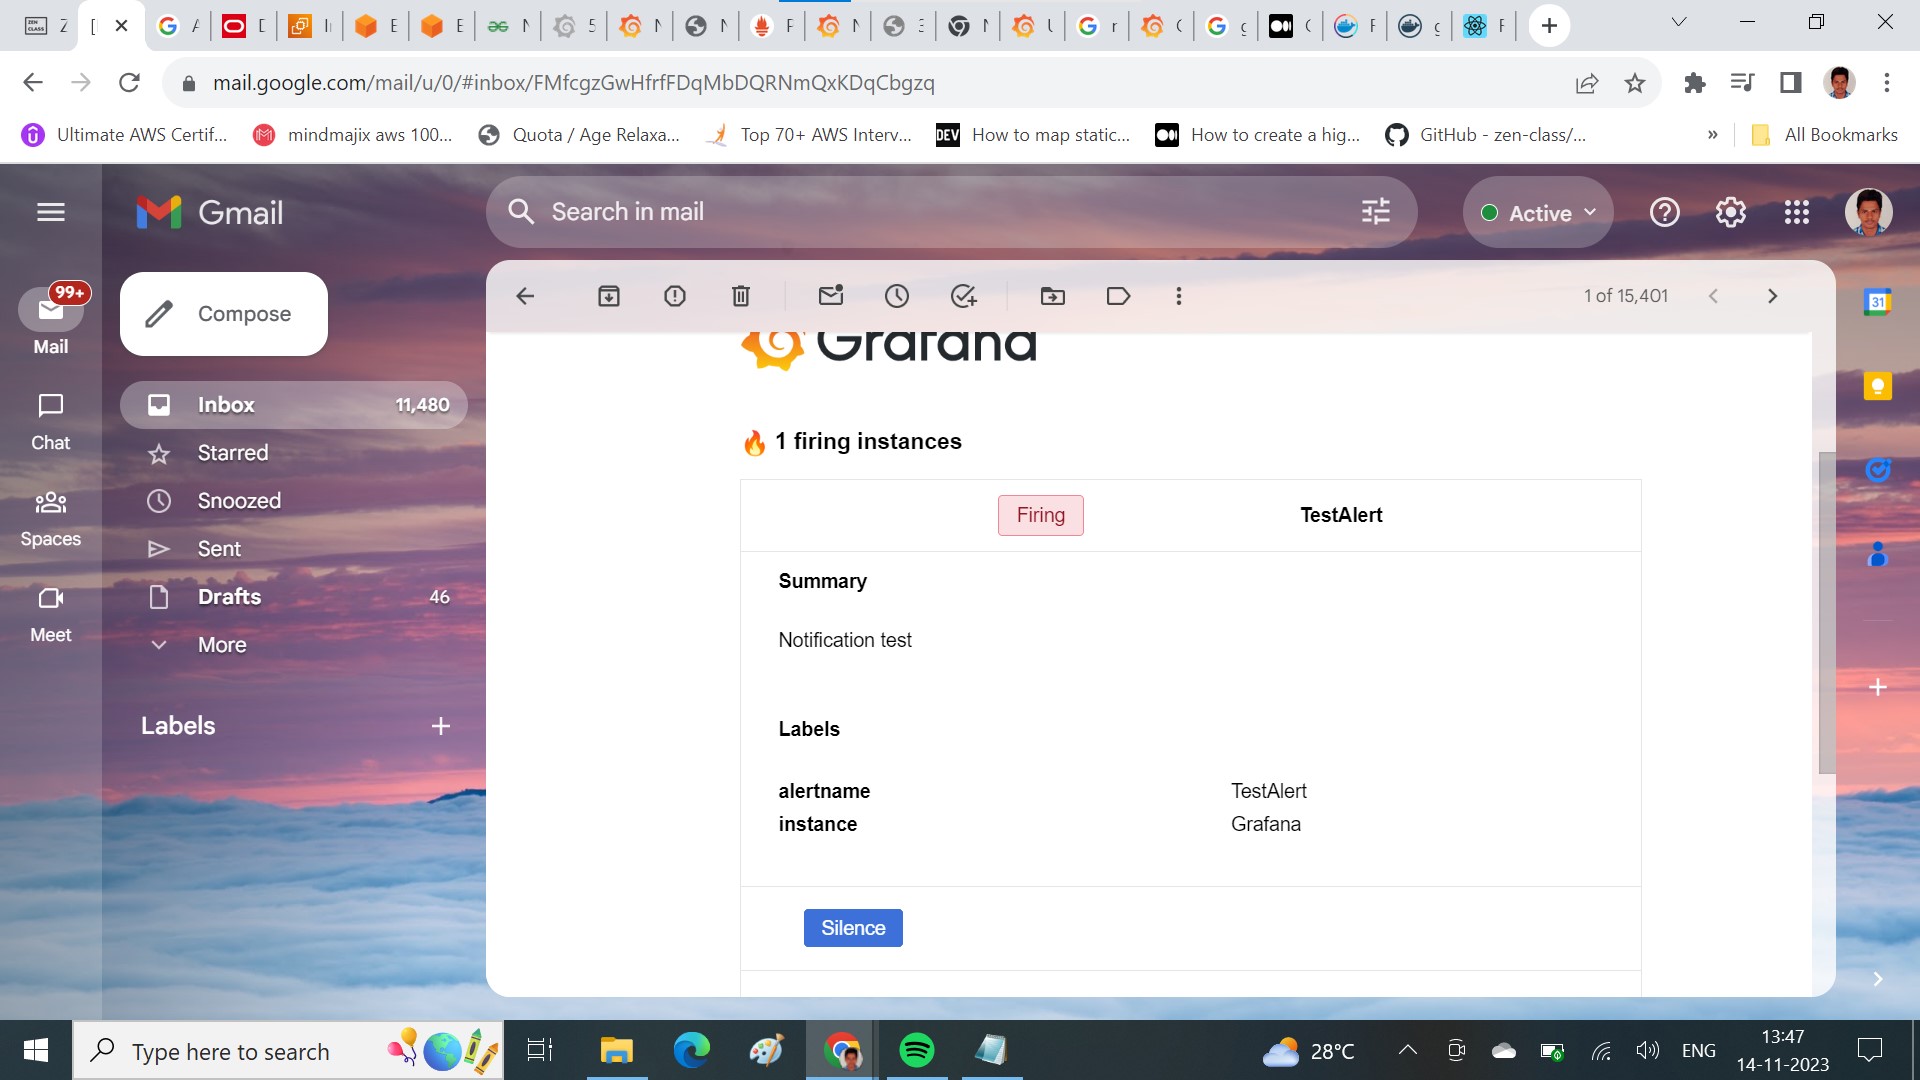 mail.google.com/mail/u/0/#inbox/FMfcgzGwHfrfFDqMbDQRNmQxKDqCbgzq
Ultimate AWS Certif...
mindmajix aws 100...
Quota / Age Relaxa...
Top 70+ AWS Interv...
DEV
How to map static...
How to create a hig...
GitHub - zen-class/...
»
All Bookmarks
Gmail
Search in mail
Active
99+
Mail
Chat
Spaces
Meet
Compose
Inbox 11,480
Starred
Snoozed
Sent
Drafts 46
More
Labels
1 of 15,401
31
Grafana
🔥 1 firing instances
Firing TestAlert
Summary
Notification test
Labels
alertname TestAlert
instance Grafana
Silence
Type here to search
28°C
ENG
13:47
14-11-2023